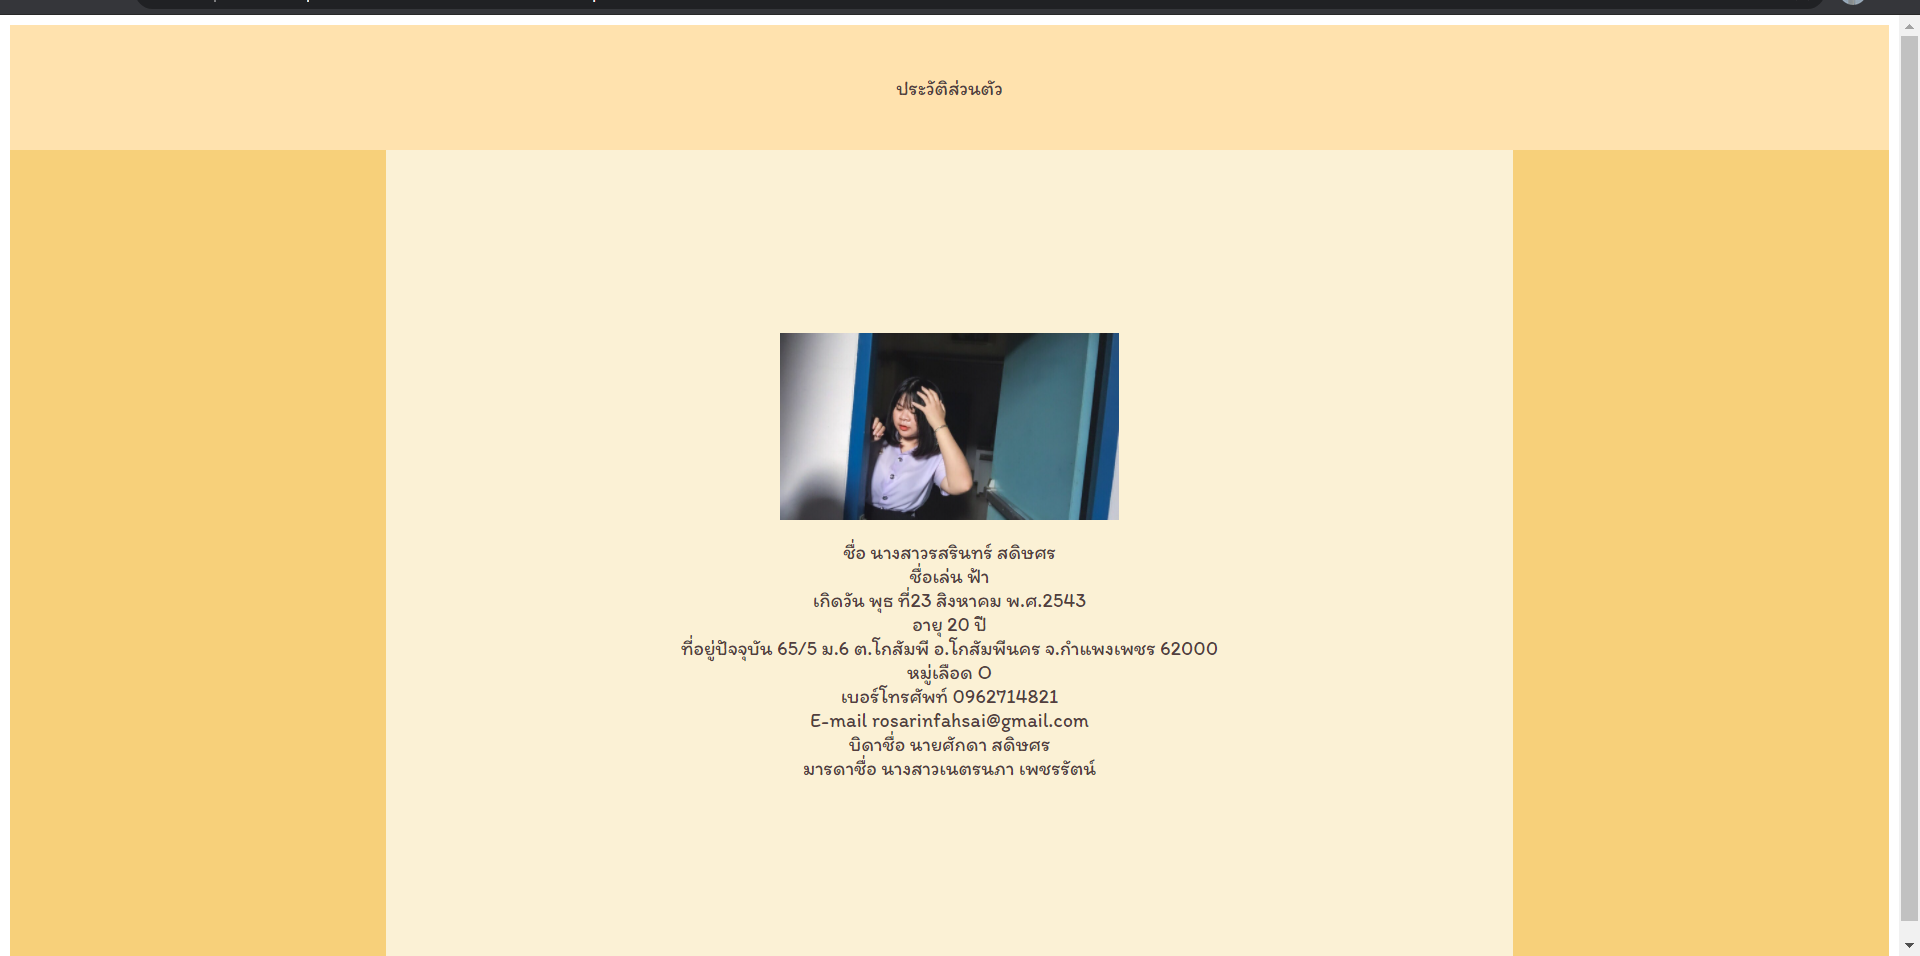 ประวัติส่วนตัว
ชื่อ นางสาวรสรินทร์ สดิษศร
ชื่อเล่น ฟ้า
เกิดวัน พุธ ที่23 สิงหาคม พ.ศ.2543
อายุ 20 ปี
ที่อยู่ปัจจุบัน 65/5 ม.6 ต.โกสัมพี อ.โกสัมพีนคร จ.กำแพงเพชร 62000
หมู่เลือด O
เบอร์โทรศัพท์ 0962714821
E-mail rosarinfahsai@gmail.com
บิดาชื่อ นายศักดา สดิษศร
มารดาชื่อ นางสาวเนตรนภา เพชรรัตน์